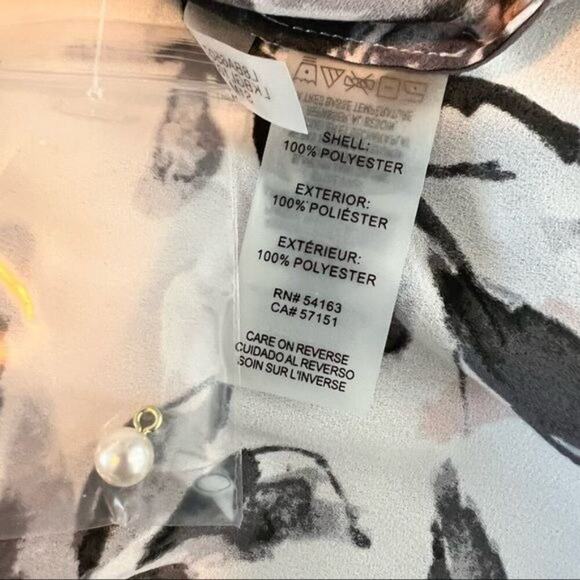 SHELL:
100% POLYESTER
EXTERIOR:
100% POLIÉSTER
EXTÉRIEUR:
100% POLYESTER
RN# 54163
CA# 57151
CARE ON REVERSE
CUIDADO AL REVERSO
SOIN SUR L'INVERSE